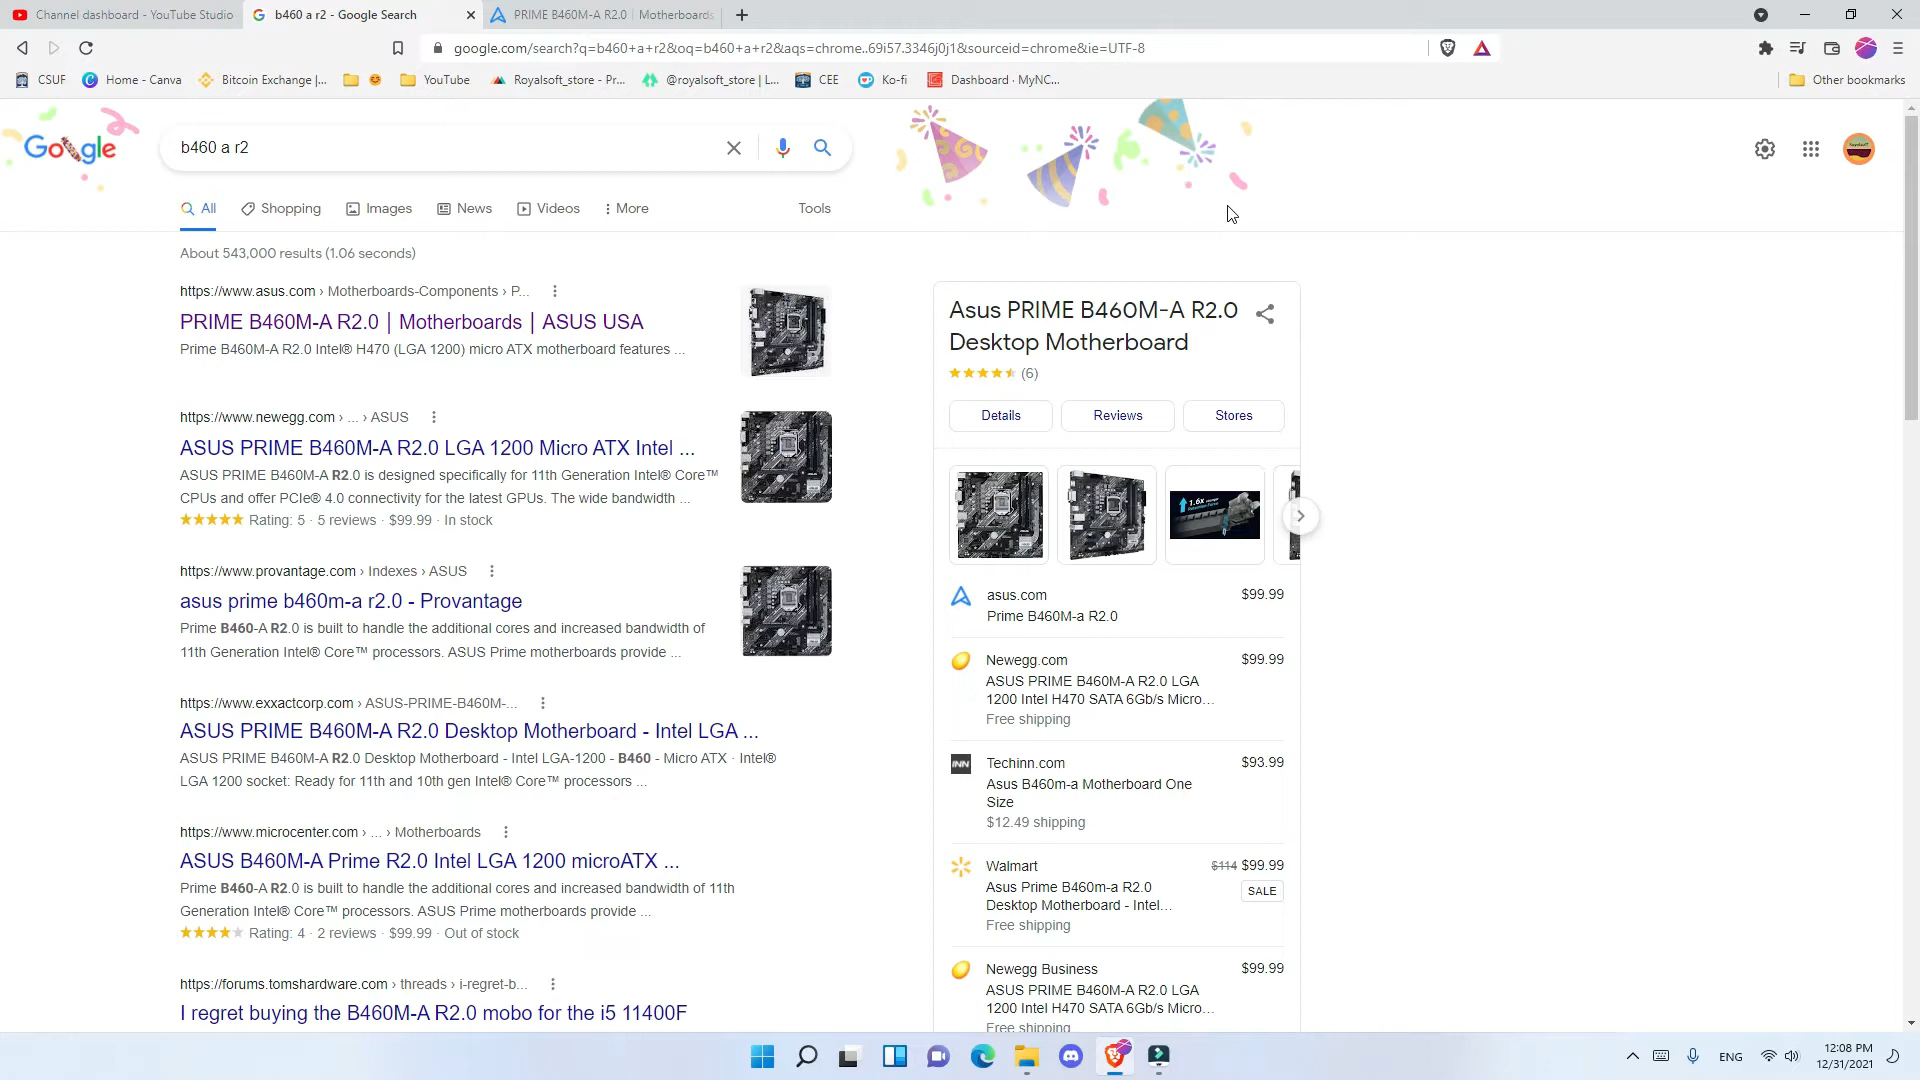 Channel dashboard - YouTube Studio
b460 a r2 - Google Search
PRIME B460M-A R2.0 | Motherboards
google.com/search?q=b460+a+r2&oq=b460+a+r2&aqs=chrome..69i57.3346j0j1&sourceid=chrome&ie=UTF-8
CSUF
Home - Canva
Bitcoin Exchange |...
YouTube
Royalsoft_store - Pr...
@royalsoft_store | L...
CEE
Ko-fi
Dashboard · MyNC...
Other bookmarks
Google
b460 a r2
All
Shopping
Images
News
Videos
More
Tools
About 543,000 results (1.06 seconds)
https://www.asus.com › Motherboards-Components › P...
PRIME B460M-A R2.0 | Motherboards | ASUS USA
Prime B460M-A R2.0 Intel® H470 (LGA 1200) micro ATX motherboard features ...
https://www.newegg.com › ... › ASUS
ASUS PRIME B460M-A R2.0 LGA 1200 Micro ATX Intel ...
ASUS PRIME B460M-A R2.0 is designed specifically for 11th Generation Intel® Core™
CPUs and offer PCIe® 4.0 connectivity for the latest GPUs. The wide bandwidth ...
Rating: 5 · 5 reviews · $99.99 · In stock
https://www.provantage.com › Indexes › ASUS
asus prime b460m-a r2.0 - Provantage
Prime B460-A R2.0 is built to handle the additional cores and increased bandwidth of
11th Generation Intel® Core™ processors. ASUS Prime motherboards provide ...
https://www.exxactcorp.com › ASUS-PRIME-B460M-...
ASUS PRIME B460M-A R2.0 Desktop Motherboard - Intel LGA ...
ASUS PRIME B460M-A R2.0 Desktop Motherboard - Intel LGA-1200 - B460 - Micro ATX · Intel®
LGA 1200 socket: Ready for 11th and 10th gen Intel® Core™ processors ...
https://www.microcenter.com › ... › Motherboards
ASUS B460M-A Prime R2.0 Intel LGA 1200 microATX ...
Prime B460-A R2.0 is built to handle the additional cores and increased bandwidth of 11th
Generation Intel® Core™ processors. ASUS Prime motherboards provide ...
Rating: 4 · 2 reviews · $99.99 · Out of stock
https://forums.tomshardware.com › threads › i-regret-b...
I regret buying the B460M-A R2.0 mobo for the i5 11400F
Asus PRIME B460M-A R2.0
Desktop Motherboard
(6)
Details
Reviews
Stores
1.6x
asus.com
$99.99
Prime B460M-a R2.0
Newegg.com
$99.99
ASUS PRIME B460M-A R2.0 LGA
1200 Intel H470 SATA 6Gb/s Micro...
Free shipping
INN
Techinn.com
$93.99
Asus B460m-a Motherboard One
Size
$12.49 shipping
Walmart
$114 $99.99
SALE
Asus Prime B460m-a R2.0
Desktop Motherboard - Intel...
Free shipping
Newegg Business
$99.99
ASUS PRIME B460M-A R2.0 LGA
1200 Intel H470 SATA 6Gb/s Micro...
Free shipping
ENG
12:08 PM
12/31/2021